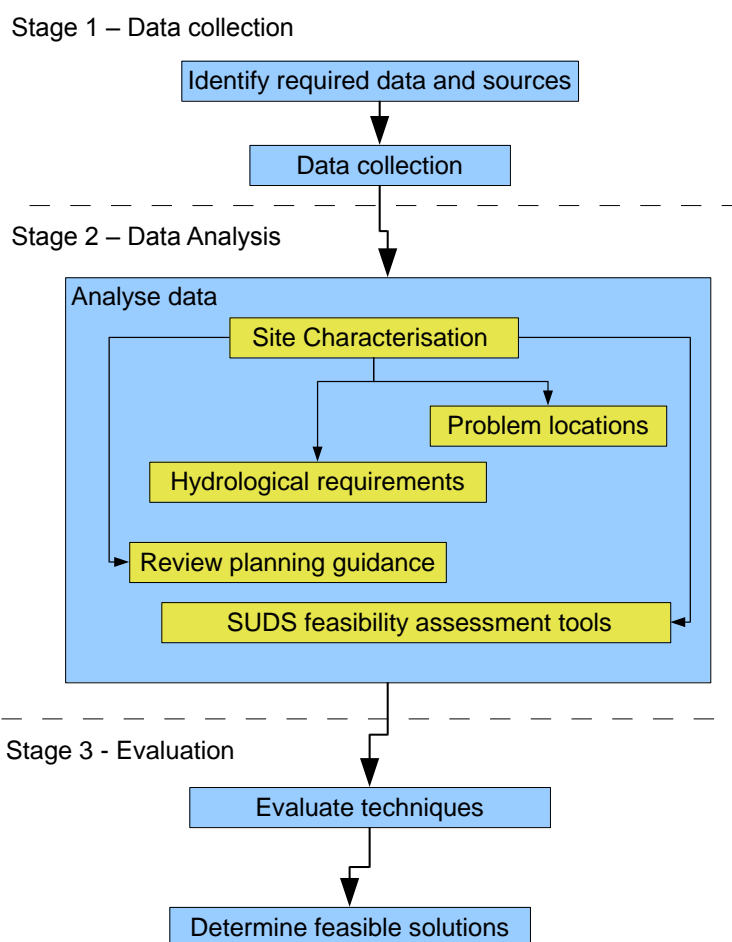 Stage 1 – Data collection
Identify required data and sources
Data collection
Stage 2 – Data Analysis
Analyse data
Site Characterisation
Problem locations
Hydrological requirements
Review planning guidance
SUDS feasibility assessment tools
Stage 3 - Evaluation
Evaluate techniques
Determine feasible solutions